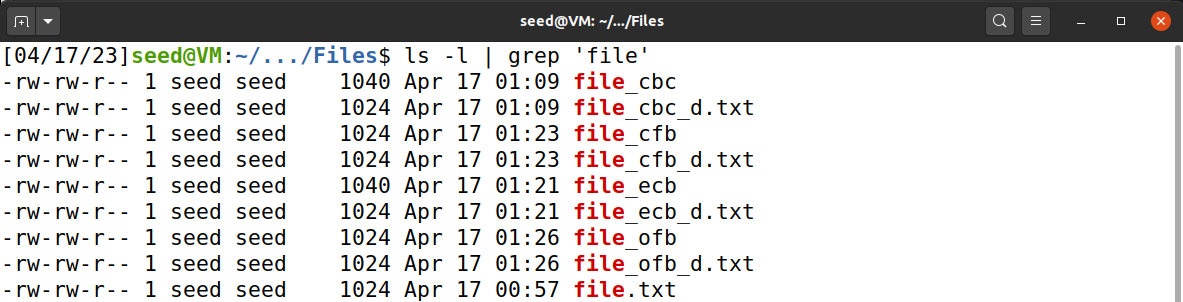 seed@VM: ~/.../Files
[04/17/23]seed@VM:~/.../Files$ ls -l | grep 'file'
-rw-rw-r-- 1 seed seed    1040 Apr 17 01:09 file_cbc
-rw-rw-r-- 1 seed seed    1024 Apr 17 01:09 file_cbc_d.txt
-rw-rw-r-- 1 seed seed    1024 Apr 17 01:23 file_cfb
-rw-rw-r-- 1 seed seed    1024 Apr 17 01:23 file_cfb_d.txt
-rw-rw-r-- 1 seed seed    1040 Apr 17 01:21 file_ecb
-rw-rw-r-- 1 seed seed    1024 Apr 17 01:21 file_ecb_d.txt
-rw-rw-r-- 1 seed seed    1024 Apr 17 01:26 file_ofb
-rw-rw-r-- 1 seed seed    1024 Apr 17 01:26 file_ofb_d.txt
-rw-rw-r-- 1 seed seed    1024 Apr 17 00:57 file.txt